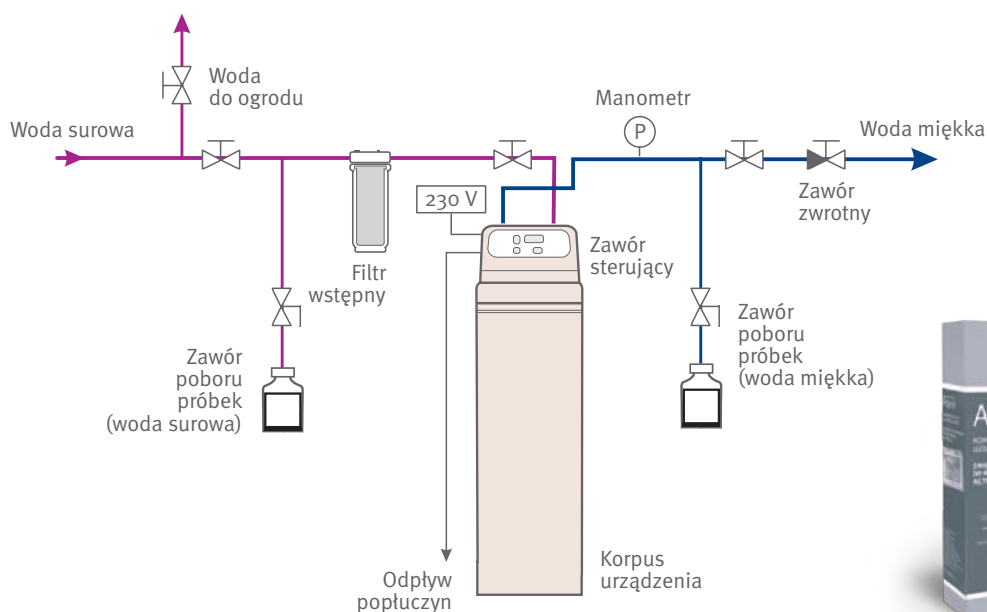 Woda
do ogrodu
Woda surowa
Manometr
P
Woda miękka
230 V
Zawór
zwrotny
Filtr
wstępny
Zawór
sterujący
Zawór
poboru
próbek
(woda surowa)
Zawór
poboru
próbek
(woda miękka)
Odpływ
popłuczyn
Korpus
urządzenia
A